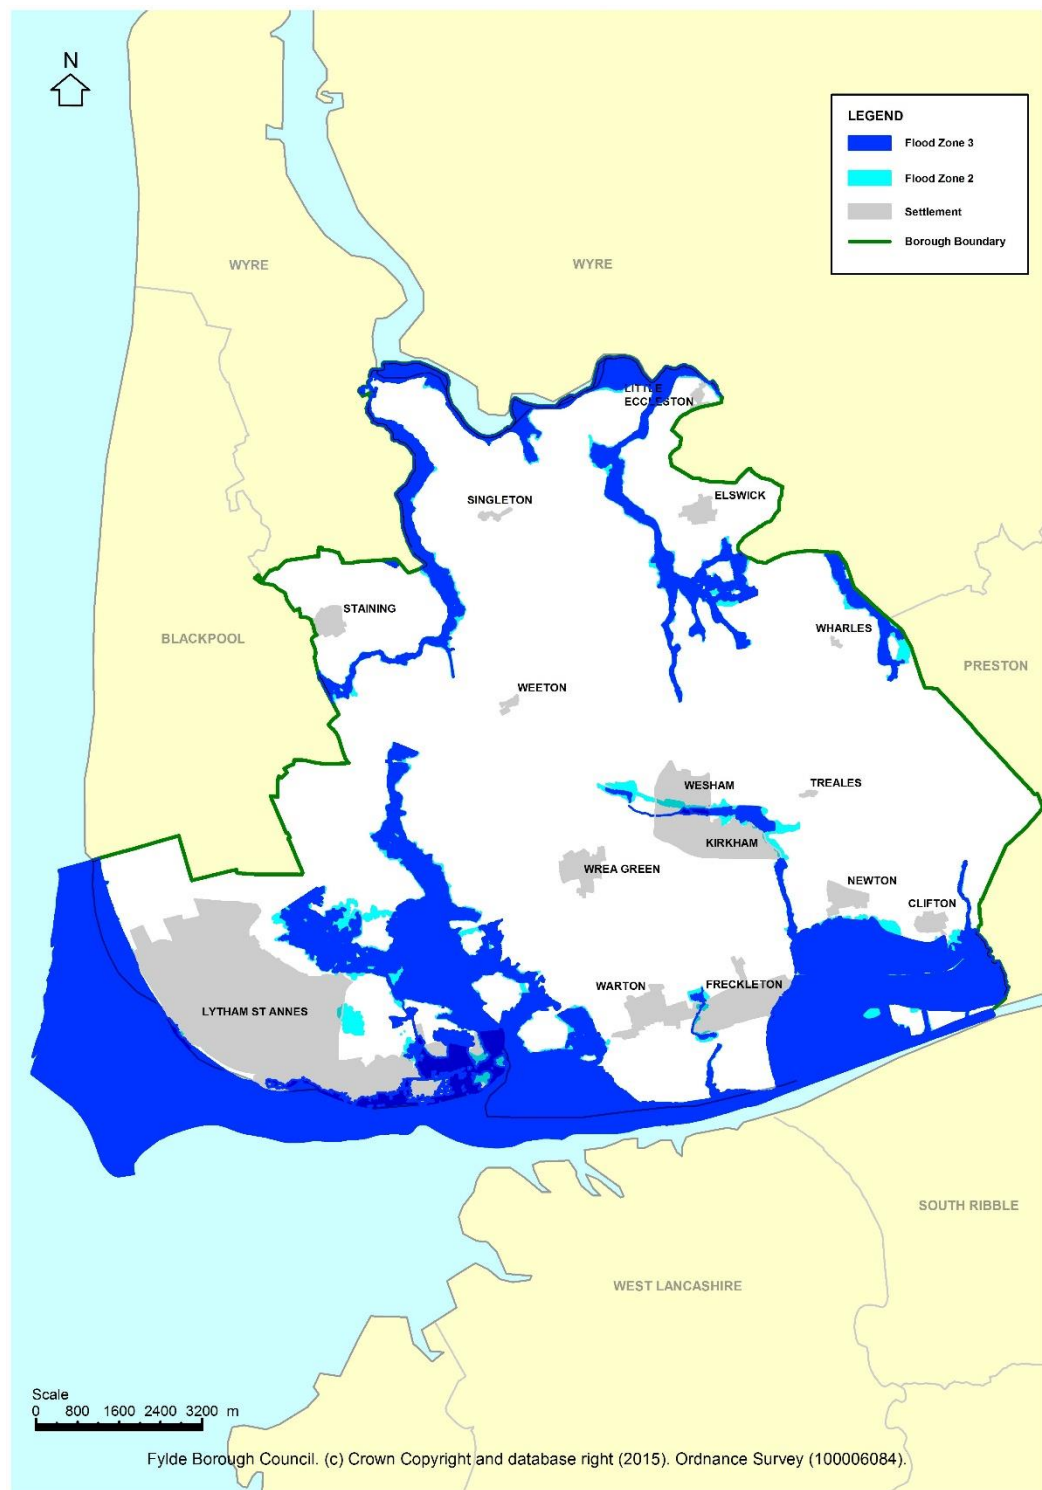 N
LEGEND
Flood Zone 3
Flood Zone 2
Settlement
Borough Boundary
WYRE
WYRE
LITTLE
ECCLESTON
SINGLETON
ELSWICK
STAINING
BLACKPOOL
WHARLES
PRESTON
WEETON
WESHAM
TREALES
KIRKHAM
WREA GREEN
NEWTON
CLIFTON
WARTON
FRECKLETON
LYTHAM ST ANNES
SOUTH RIBBLE
WEST LANCASHIRE
Scale
0 800 1600 2400 3200 m
Fylde Borough Council. (c) Crown Copyright and database right (2015). Ordnance Survey (100006084).